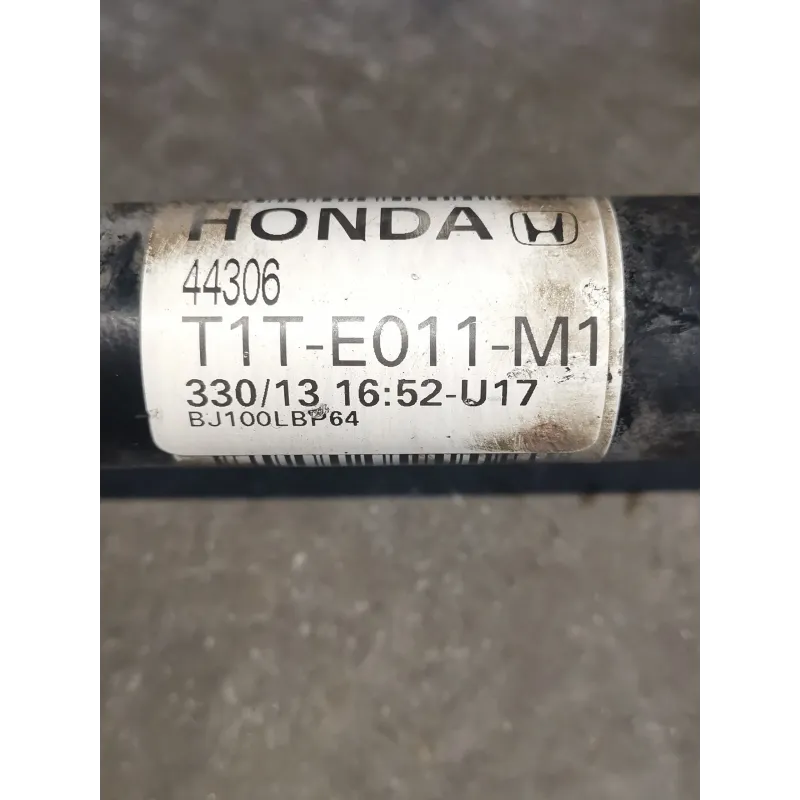 HONDA
44306
T1T-E011-M1
330/13 16:52-U17
BJ100LBP64